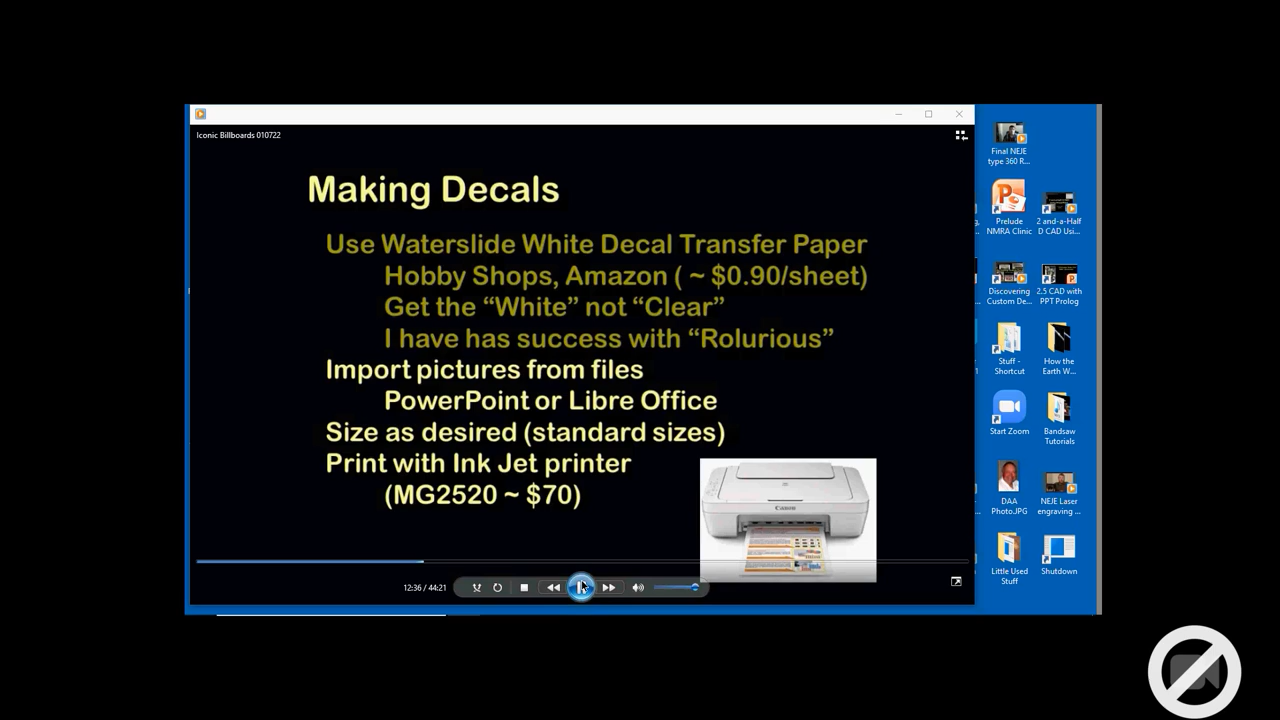 Iconic Billboards 010722
Making Decals
Use Waterslide White Decal Transfer Paper
Hobby Shops, Amazon ( ~ $0.90/sheet)
Get the “White” not “Clear”
I have has success with “Rolurious”
Import pictures from files
PowerPoint or Libre Office
Size as desired (standard sizes)
Print with Ink Jet printer
(MG2520 ~ $70)
Canon
12:36 / 44:21
Final NEJE
type 360 R...
Prelude
NMRA Clinic
2 and-a-Half
D CAD Usi...
Discovering
Custom De...
2.5 CAD with
PPT Prolog
Stuff -
Shortcut
How the
Earth W...
Start Zoom
Bandsaw
Tutorials
DAA
Photo.JPG
NEJE Laser
engraving ...
Little Used
Stuff
Shutdown